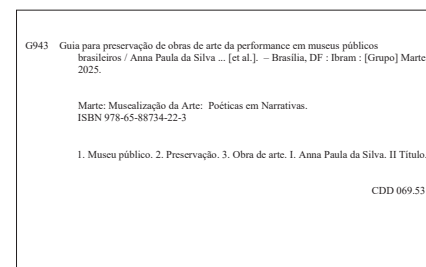 G943 Guia para preservação de obras de arte da performance em museus públicos
brasileiros / Anna Paula da Silva ... [et al.]. – Brasília, DF : Ibram : [Grupo] Marte
2025.
Marte: Musealização da Arte: Poéticas em Narrativas.
ISBN 978-65-88734-22-3
1. Museu público. 2. Preservação. 3. Obra de arte. I. Anna Paula da Silva. II Título.
CDD 069.53